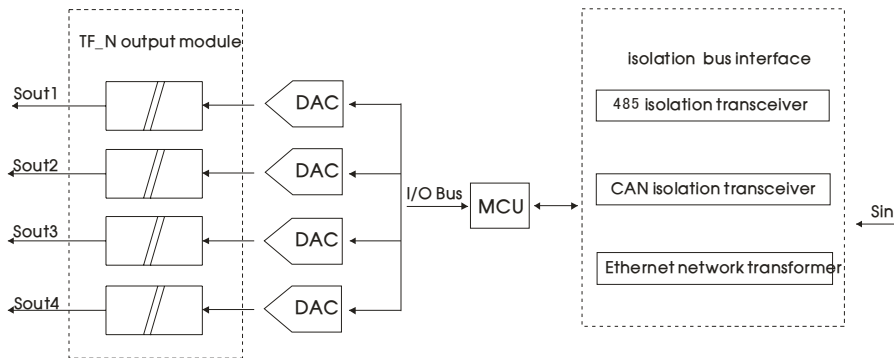 TF_N output module
isolation bus interface
Sout1
DAC
485 isolation transceiver
Sout2
DAC
CAN isolation transceiver
I/O Bus
MCU
Sin
Sout3
DAC
Ethernet network transformer
Sout4
DAC